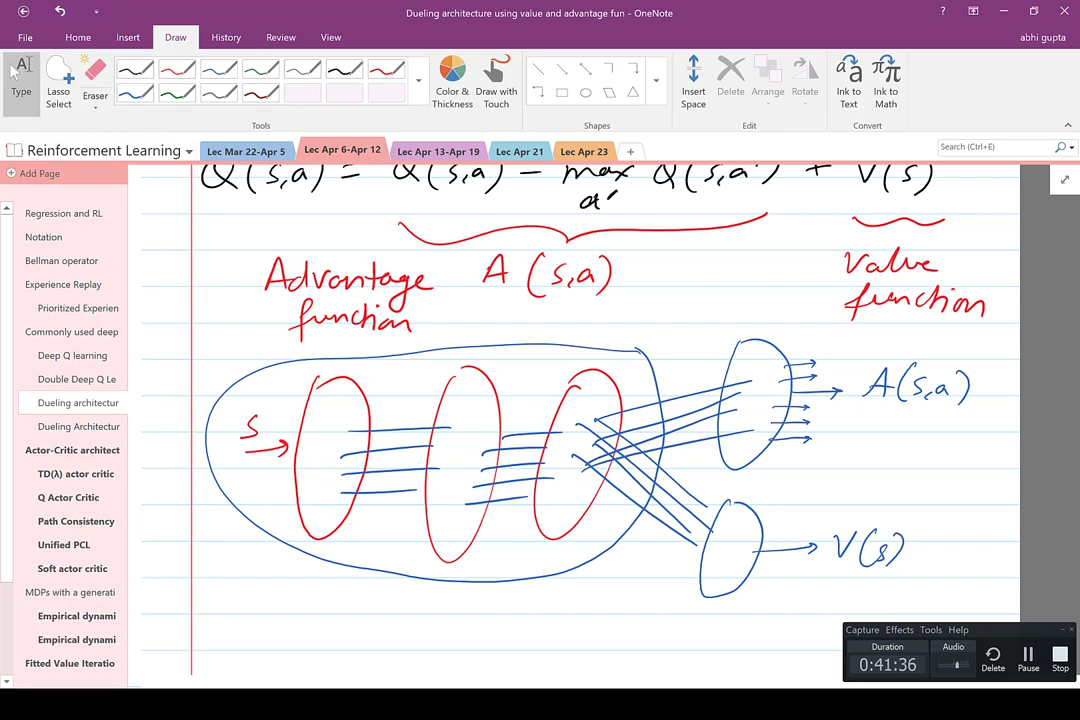 Dueling architecture using value and advantage fun - OneNote
?
File Home Insert Draw History Review View
abhi gupta
Type
Lasso Select
Eraser
Color & Thickness
Draw with Touch
Insert Space
Delete
Arrange
Rotate
Ink to Text
Ink to Math
Tools
Shapes
Edit
Convert
Reinforcement Learning
Lec Mar 22-Apr 5
Lec Apr 6-Apr 12
Lec Apr 13-Apr 19
Lec Apr 21
Lec Apr 23
Search (Ctrl+E)
Add Page
Regression and RL
Notation
Bellman operator
Experience Replay
Prioritized Experien
Commonly used deep
Deep Q learning
Double Deep Q Le
Dueling architectur
Dueling Architectur
Actor-Critic architect
TD(λ) actor critic
Q Actor Critic
Path Consistency
Unified PCL
Soft actor critic
MDPs with a generati
Empirical dynami
Empirical dynami
Fitted Value Iteratio
Q(s,a) = Q(s,a) - max Q(s,a') + V(s)
a'
Advantage A (s,a)
function
Value
function
S
A(s,a)
V(s)
Capture Effects Tools Help
Duration
0:41:36
Audio
Delete
Pause
Stop